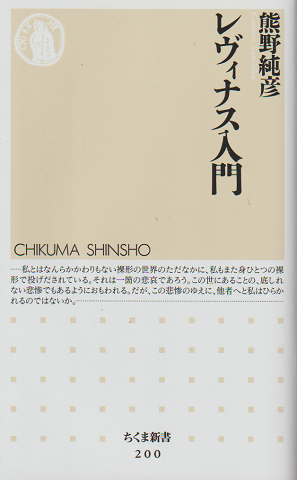 熊野純彦
レヴィナス入門
CHIKUMA SHINSHO
……私とはなんらかかわりもない裸形の世界のただなかに、私もまた身ひとつの裸
形で投げだされている。それは一箇の悲哀であろう。この世にあることの、底しれ
ない悲惨でもあるようにおもわれる。だが、この悲惨のゆえに、他者へと私はひらか
れるのではないか。……………………
ちくま新書
200